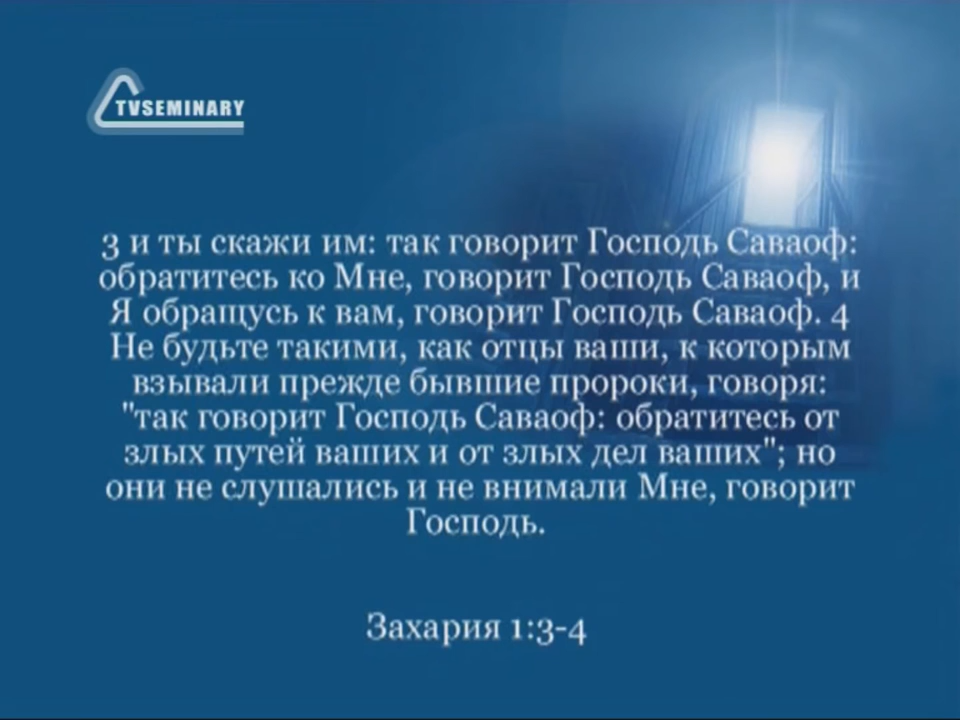 TVSEMINARY
3 и ты скажи им: так говорит Господь Саваоф:
обратитесь ко Мне, говорит Господь Саваоф, и
Я обращусь к вам, говорит Господь Саваоф. 4
Не будьте такими, как отцы ваши, к которым
взывали прежде бывшие пророки, говоря:
"так говорит Господь Саваоф: обратитесь от
злых путей ваших и от злых дел ваших"; но
они не слушались и не внимали Мне, говорит
Господь.
Захария 1:3-4